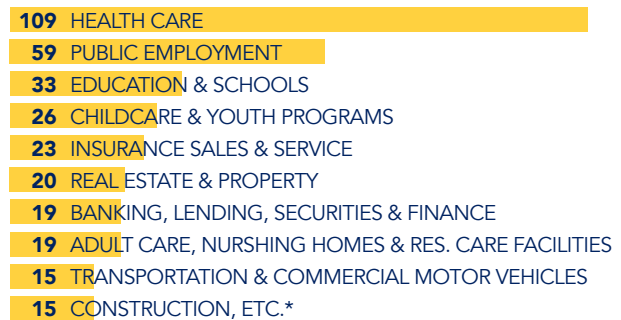 109 HEALTH CARE
59 PUBLIC EMPLOYMENT
33 EDUCATION & SCHOOLS
26 CHILDCARE & YOUTH PROGRAMS
23 INSURANCE SALES & SERVICE
20 REAL ESTATE & PROPERTY
19 BANKING, LENDING, SECURITIES & FINANCE
19 ADULT CARE, NURSHING HOMES & RES. CARE FACILITIES
15 TRANSPORTATION & COMMERCIAL MOTOR VEHICLES
15 CONSTRUCTION, ETC.*